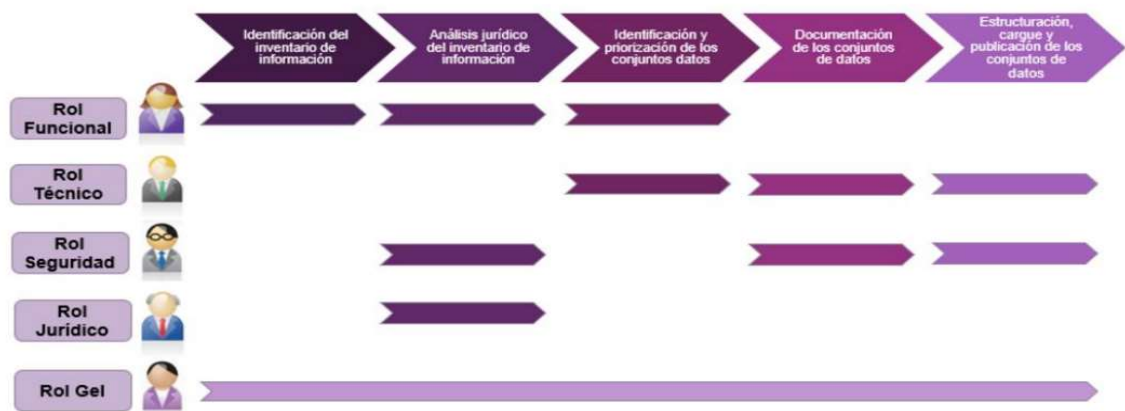 Identificación del
inventario de
información
Análisis jurídico
del inventario de
información
Identificación y
priorización de los
conjuntos datos
Documentación
de los conjuntos
de datos
Estructuración,
cargue y
publicación de los
conjuntos de
datos
Rol
Funcional
Rol
Técnico
Rol
Seguridad
Rol
Jurídico
Rol Gel